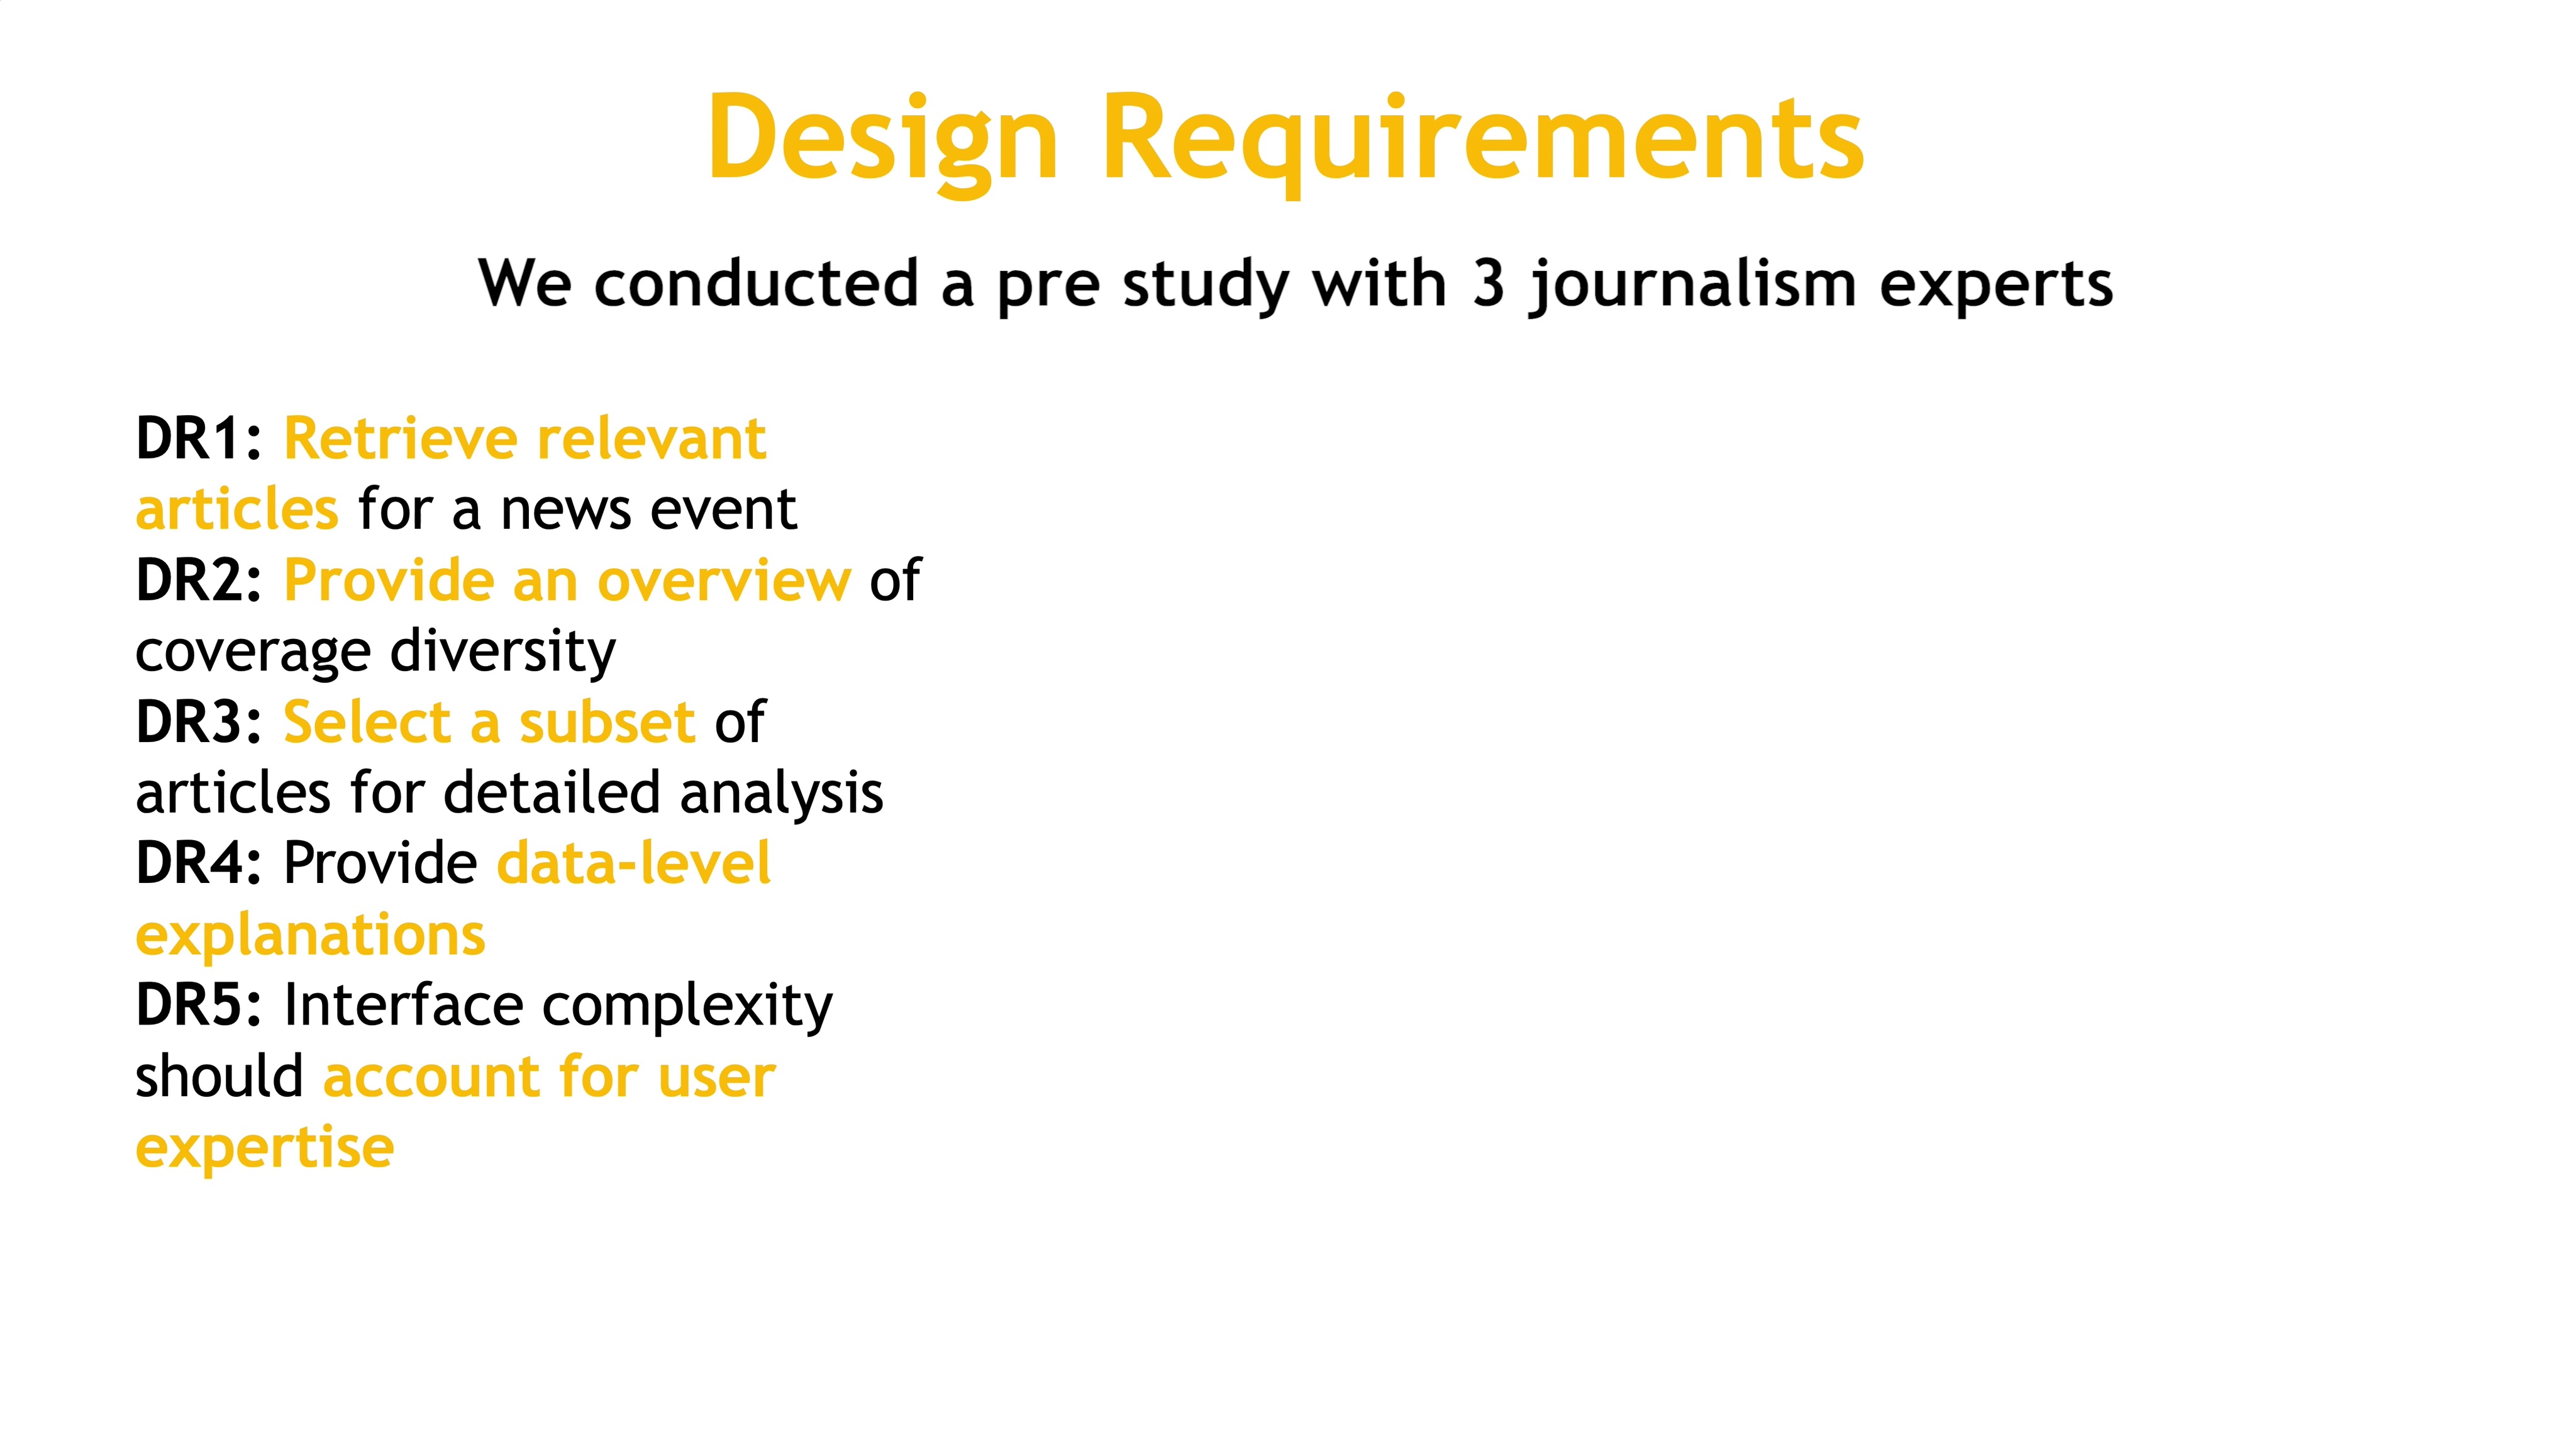 Design Requirements
We conducted a pre study with 3 journalism experts
DR1: Retrieve relevant
articles for a news event
DR2: Provide an overview of
coverage diversity
DR3: Select a subset of
articles for detailed analysis
DR4: Provide data-level
explanations
DR5: Interface complexity
should account for user
expertise